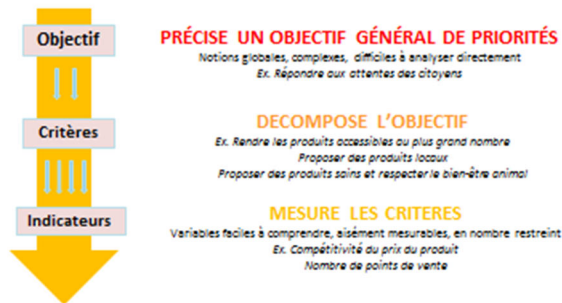 Objectif
PRÉCISE UN OBJECTIF GÉNÉRAL DE PRIORITÉS
Notions globales, complexes, difficiles à analyser directement
Ex. Répondre aux attentes des citoyens
Critères
DECOMPOSE L'OBJECTIF
Ex. Rendre les produits accessibles au plus grand nombre
Proposer des produits locaux
Proposer des produits sains et respecter le bien-être animal
Indicateurs
MESURE LES CRITERES
Variables faciles à comprendre, aisément mesurables, en nombre restreint
Ex. Compétitivité du prix du produit
Nombre de points de vente